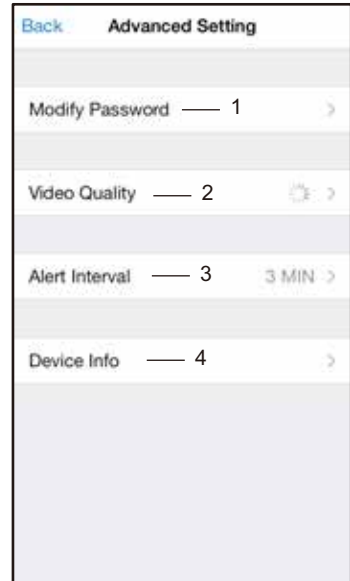 Back Advanced Setting
Modify Password 1
Video Quality 2
Alert Interval 3 3 MIN
Device Info 4